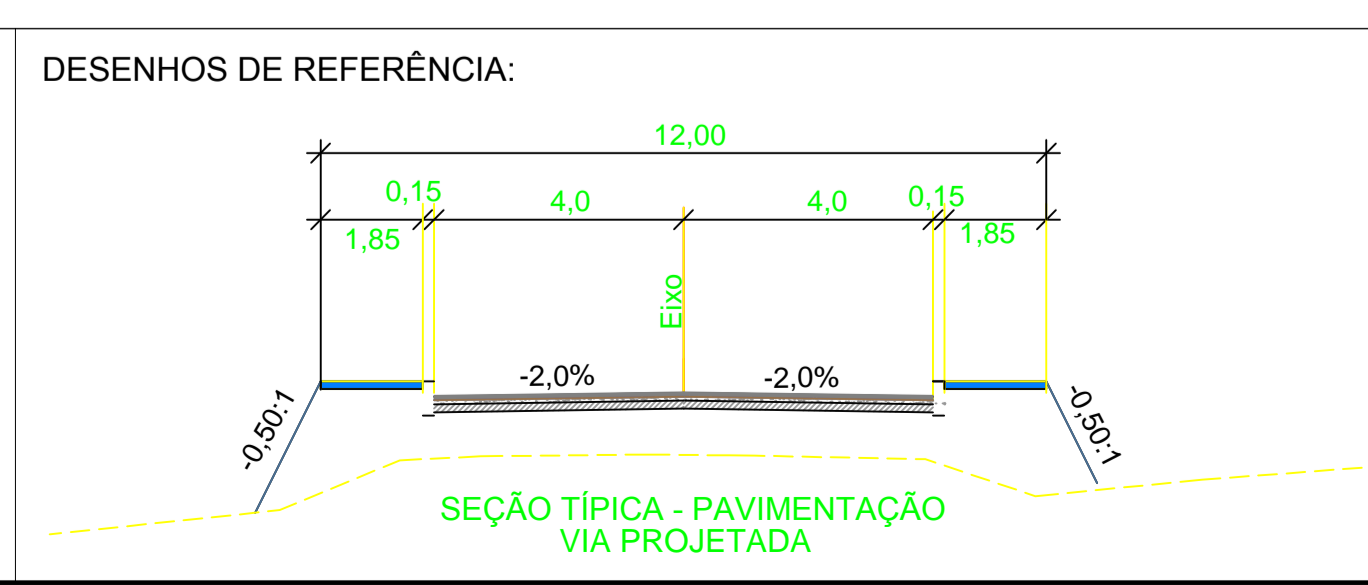 DESENHOS DE REFERÊNCIA:
12,00
0,15
4,0
4,0
0,15
1,85
1,85
Eixo
-2,0%
-2,0%
-0,50:1
-0,50:1
SEÇÃO TÍPICA - PAVIMENTAÇÃO
VIA PROJETADA